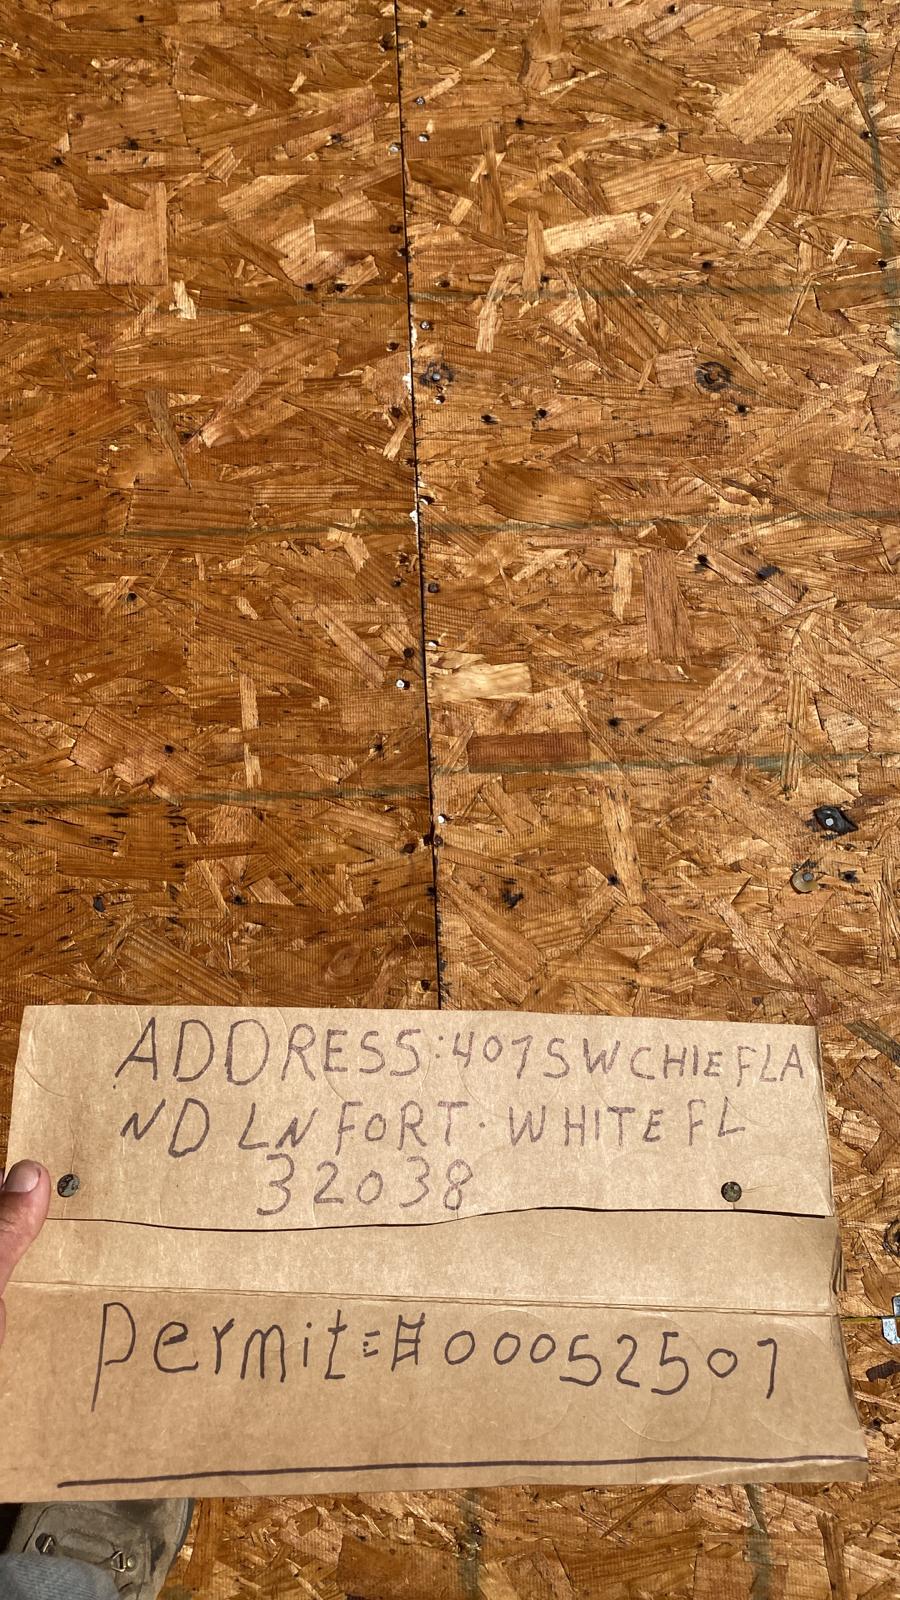 ADDRESS:407SWCHIEFLA
ND LN FORT. WHITE FL
32038
permit:#00052507